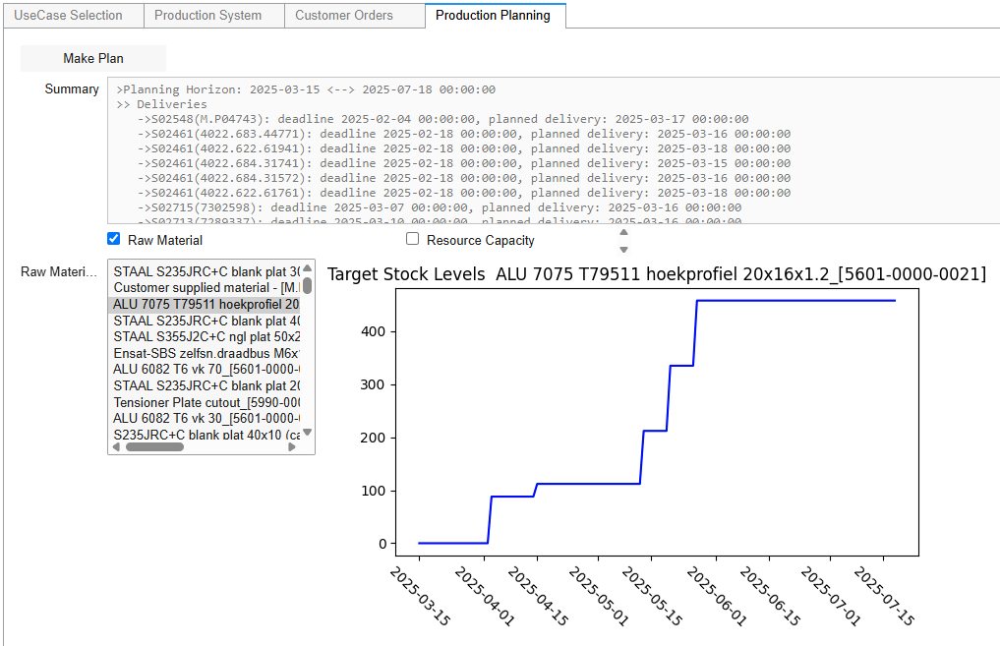 UseCase Selection Production System Customer Orders Production Planning
Make Plan
Summary
>Planning Horizon: 2025-03-15 <--> 2025-07-18 00:00:00
>> Deliveries
->S02548(M.P04743): deadline 2025-02-04 00:00:00, planned delivery: 2025-03-17 00:00:00
->S02461(4022.683.44771): deadline 2025-02-18 00:00:00, planned delivery: 2025-03-16 00:00:00
->S02461(4022.622.61941): deadline 2025-02-18 00:00:00, planned delivery: 2025-03-18 00:00:00
->S02461(4022.684.31741): deadline 2025-02-18 00:00:00, planned delivery: 2025-03-15 00:00:00
->S02461(4022.684.31572): deadline 2025-02-18 00:00:00, planned delivery: 2025-03-16 00:00:00
->S02461(4022.622.61761): deadline 2025-02-18 00:00:00, planned delivery: 2025-03-18 00:00:00
->S02715(7302598): deadline 2025-03-07 00:00:00, planned delivery: 2025-03-16 00:00:00
->S02713(7289337): deadline 2025-03-10 00:00:00, planned delivery: 2025-03-16 00:00:00
Raw Material Resource Capacity
Raw Materi...
STAAL S235JRC+C blank plat 30
Customer supplied material - [M.
ALU 7075 T79511 hoekprofiel 20
STAAL S235JRC+C blank plat 40
STAAL S355J2C+C ngl plat 50x2
Ensat-SBS zelfsn.draadbus M6x
ALU 6082 T6 vk 70_[5601-0000-
STAAL S235JRC+C blank plat 20
Tensioner Plate cutout_[5990-00
ALU 6082 T6 vk 30_[5601-0000-
S235JRC+C blank plat 40x10 (ca
Target Stock Levels ALU 7075 T79511 hoekprofiel 20x16x1.2_[5601-0000-0021]
400
300
200
100
0
2025-03-15
2025-04-01
2025-04-15
2025-05-01
2025-05-15
2025-06-01
2025-06-15
2025-07-01
2025-07-15